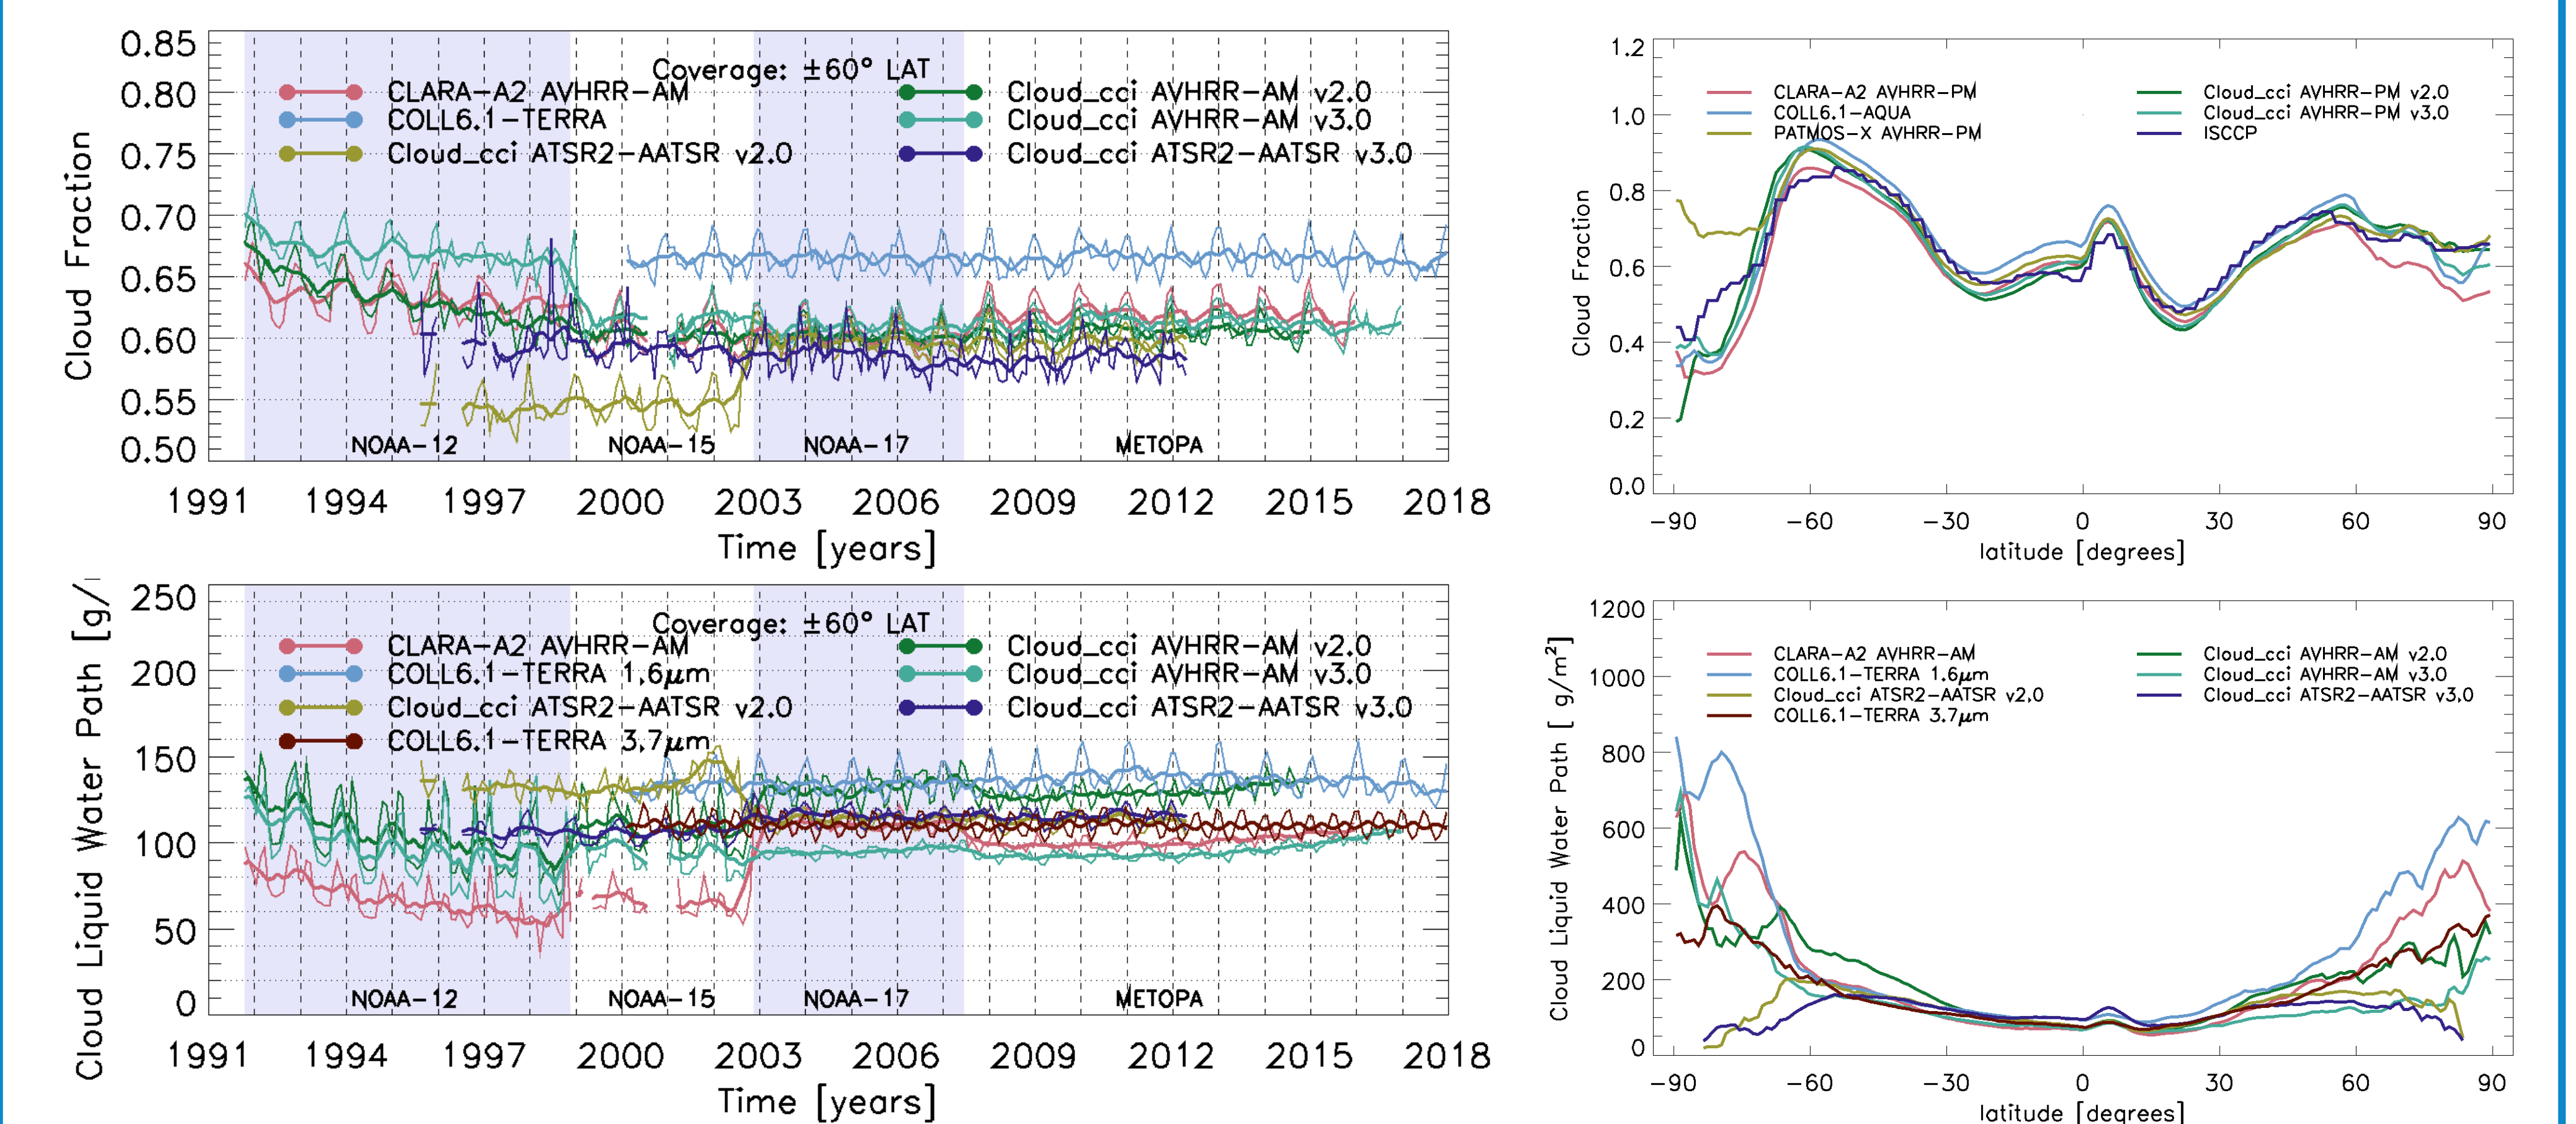 0.85
0.80
0.75
0.70
0.65
0.60
0.55
0.50
Cloud Fraction
Coverage: ±60° LAT
CLARA-A2 AVHRR-AM
COLL6.1-TERRA
Cloud_cci ATSR2-AATSR v2.0
Cloud_cci AVHRR-AM v2.0
Cloud_cci AVHRR-AM v3.0
Cloud_cci ATSR2-AATSR v3.0
NOAA-12 NOAA-15 NOAA-17 METOPA
1991 1994 1997 2000 2003 2006 2009 2012 2015 2018
Time [years]
1.2
1.0
0.8
0.6
0.4
0.2
0.0
Cloud Fraction
CLARA-A2 AVHRR-PM
COLL6.1-AQUA
PATMOS-X AVHRR-PM
Cloud_cci AVHRR-PM v2.0
Cloud_cci AVHRR-PM v3.0
ISCCP
-90 -60 -30 0 30 60 90
latitude [degrees]
250
200
150
100
50
0
Cloud Liquid Water Path [g/
Coverage: ±60° LAT
CLARA-A2 AVHRR-AM
COLL6.1-TERRA 1.6μm
Cloud_cci ATSR2-AATSR v2.0
COLL6.1-TERRA 3.7μm
Cloud_cci AVHRR-AM v2.0
Cloud_cci AVHRR-AM v3.0
Cloud_cci ATSR2-AATSR v3.0
NOAA-12 NOAA-15 NOAA-17 METOPA
1991 1994 1997 2000 2003 2006 2009 2012 2015 2018
Time [years]
1200
1000
800
600
400
200
0
Cloud Liquid Water Path [ g/m²]
CLARA-A2 AVHRR-AM
COLL6.1-TERRA 1.6μm
Cloud_cci ATSR2-AATSR v2.0
COLL6.1-TERRA 3.7μm
Cloud_cci AVHRR-AM v2.0
Cloud_cci AVHRR-AM v3.0
Cloud_cci ATSR2-AATSR v3.0
-90 -60 -30 0 30 60 90
latitude [degrees]